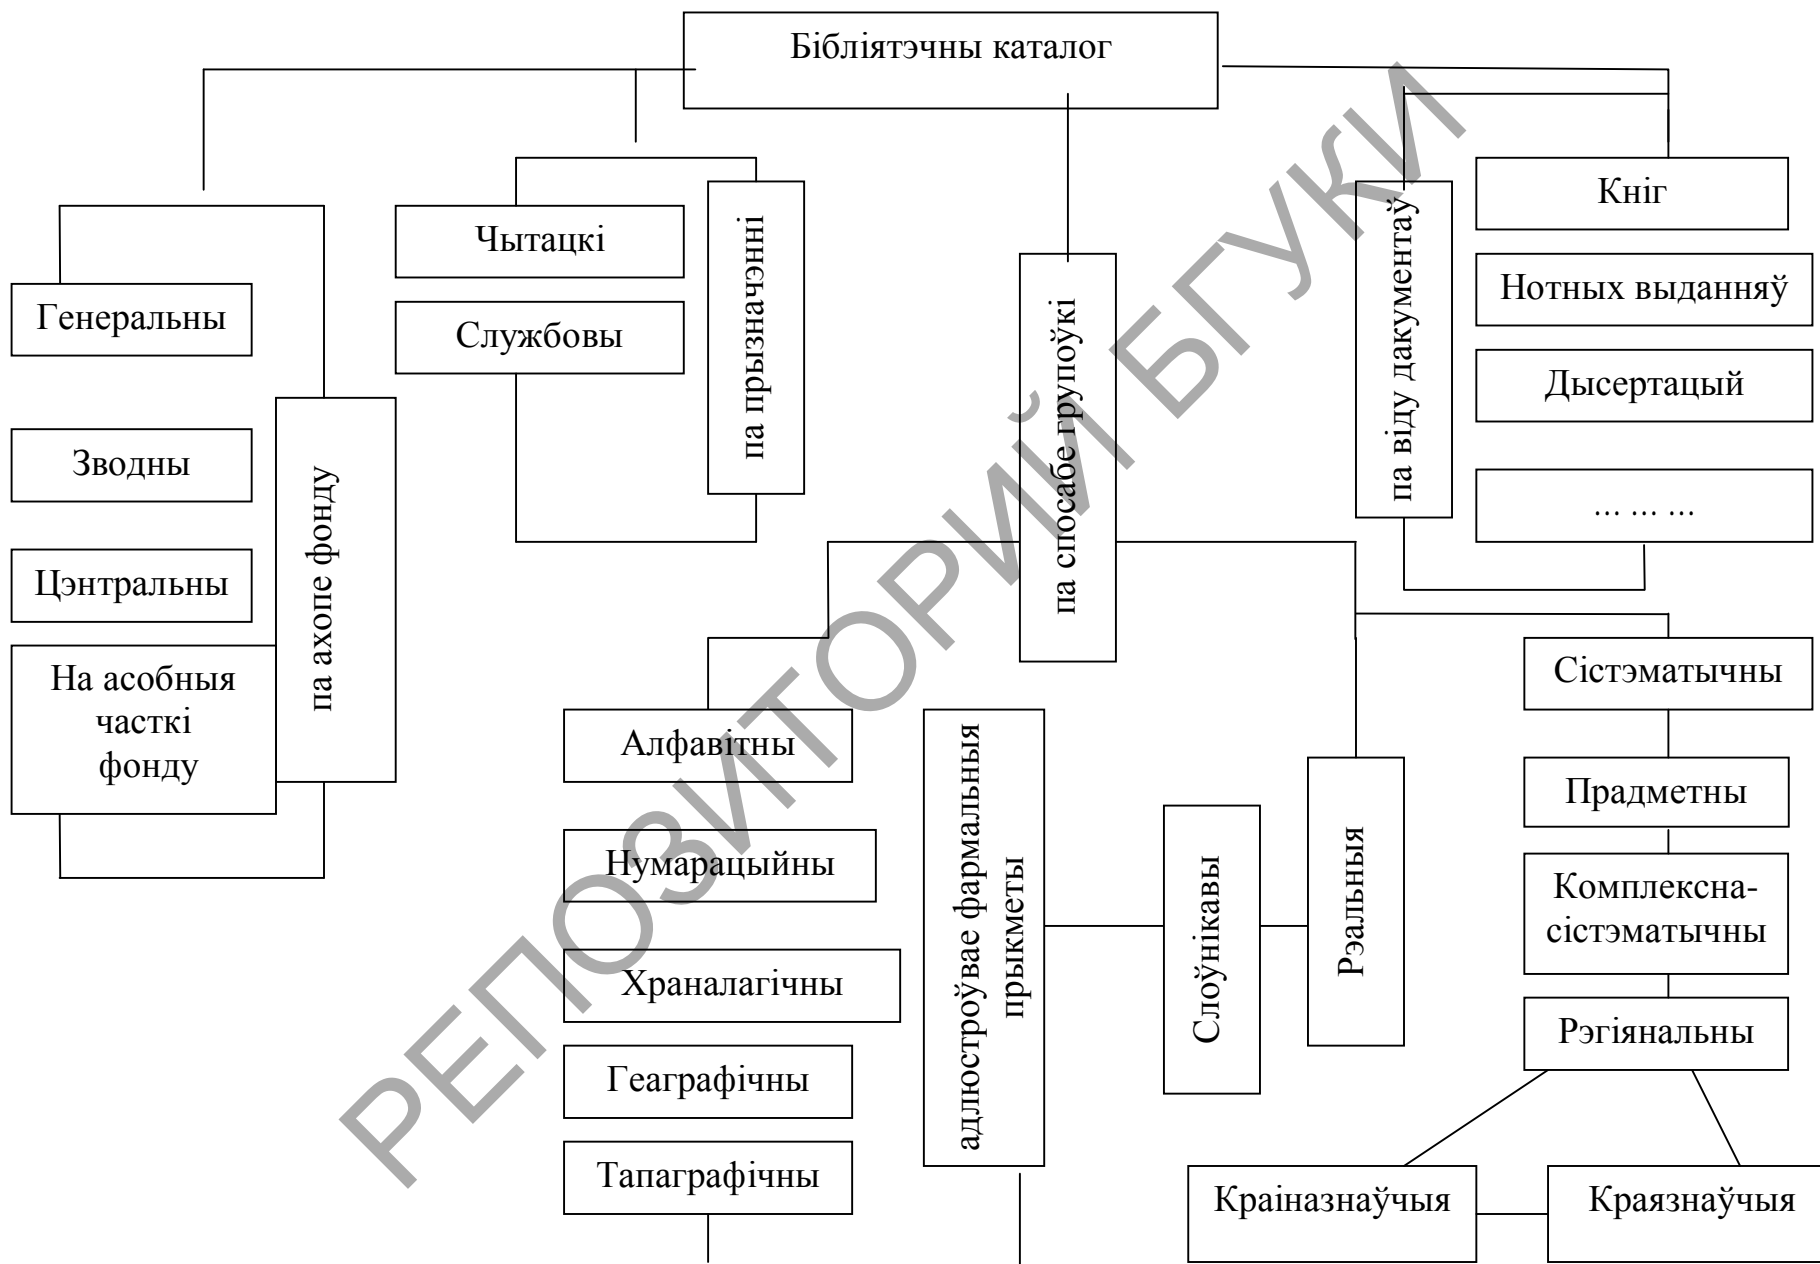 Бібліятэчны каталог
Генеральны
Зводны
Цэнтральны
На асобныя
часткі
фонду
па ахопе фонду
Чытацкі
Службовы
па прызначэнні
па спосабе групоўкі
па віду дакументаў
Кніг
Нотных выданняў
Дысертацый
... ... ...
Алфавітны
Нумарацыйны
Храналагічны
Геаграфічны
Тапаграфічны
адлюстроўвае фармальныя
прыкметы
Слоўнікавы
Рэальныя
Сістэматычны
Прадметны
Комплексна-
сістэматычны
Рэгіянальны
Краіназнаўчыя
Краязнаўчыя
РЕПОЗИТОРИЙ БГУКИ